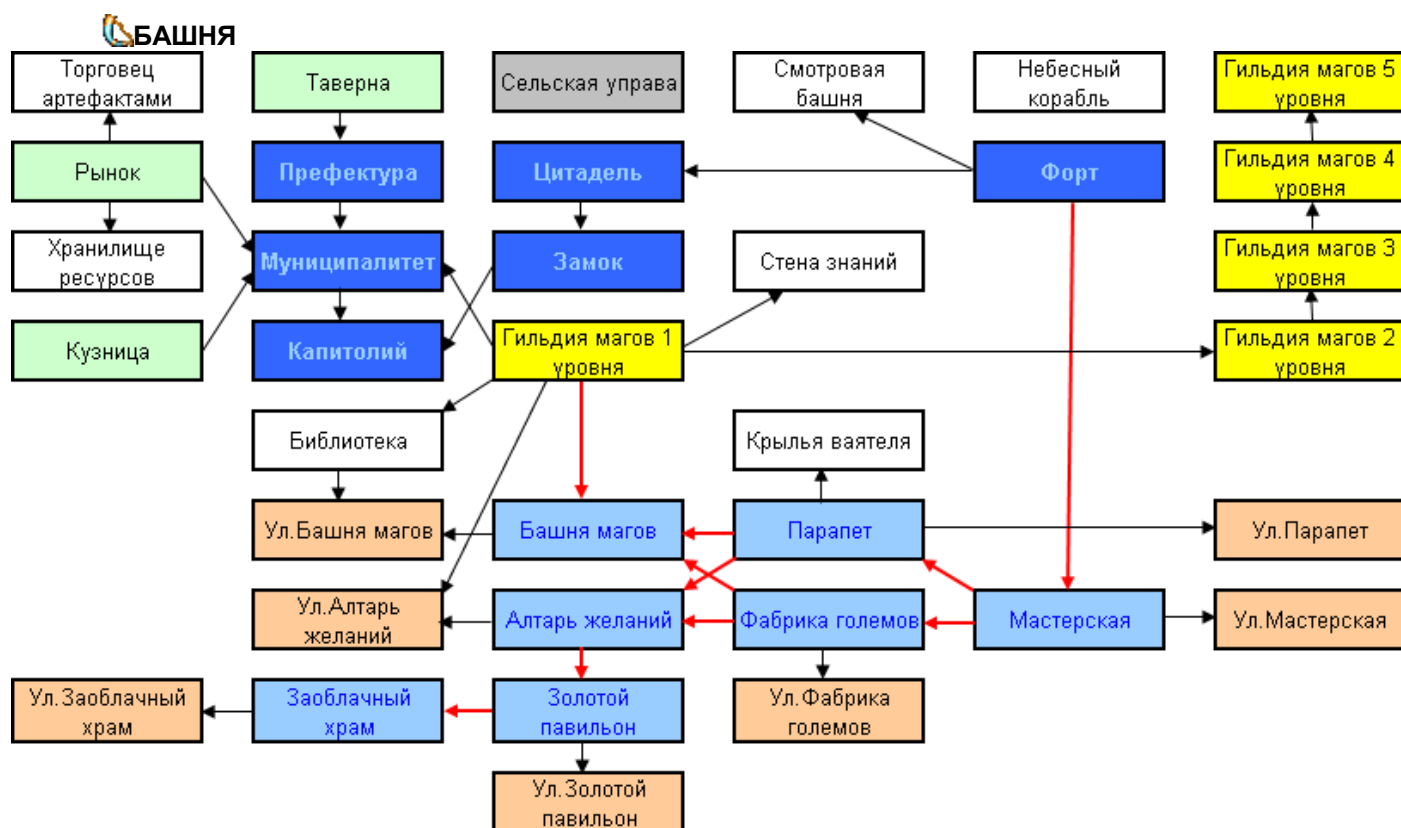 БАШНЯ
Торговец
артефактами
Таверна
Сельская управа
Смотровая
башня
Небесный
корабль
Гильдия магов 5
уровня
Рынок
Префектура
Цитадель
Форт
Гильдия магов 4
уровня
Хранилище
ресурсов
Муниципалитет
Замок
Стена знаний
Гильдия магов 3
уровня
Кузница
Капитолий
Гильдия магов 1
уровня
Гильдия магов 2
уровня
Библиотека
Крылья ваятеля
Ул.Башня магов
Башня магов
Парапет
Ул.Парапет
Ул.Алтарь
желаний
Алтарь желаний
Фабрика големов
Мастерская
Ул.Мастерская
Ул.Заоблачный
храм
Заоблачный
храм
Золотой
павильон
Ул.Фабрика
големов
Ул.Золотой
павильон